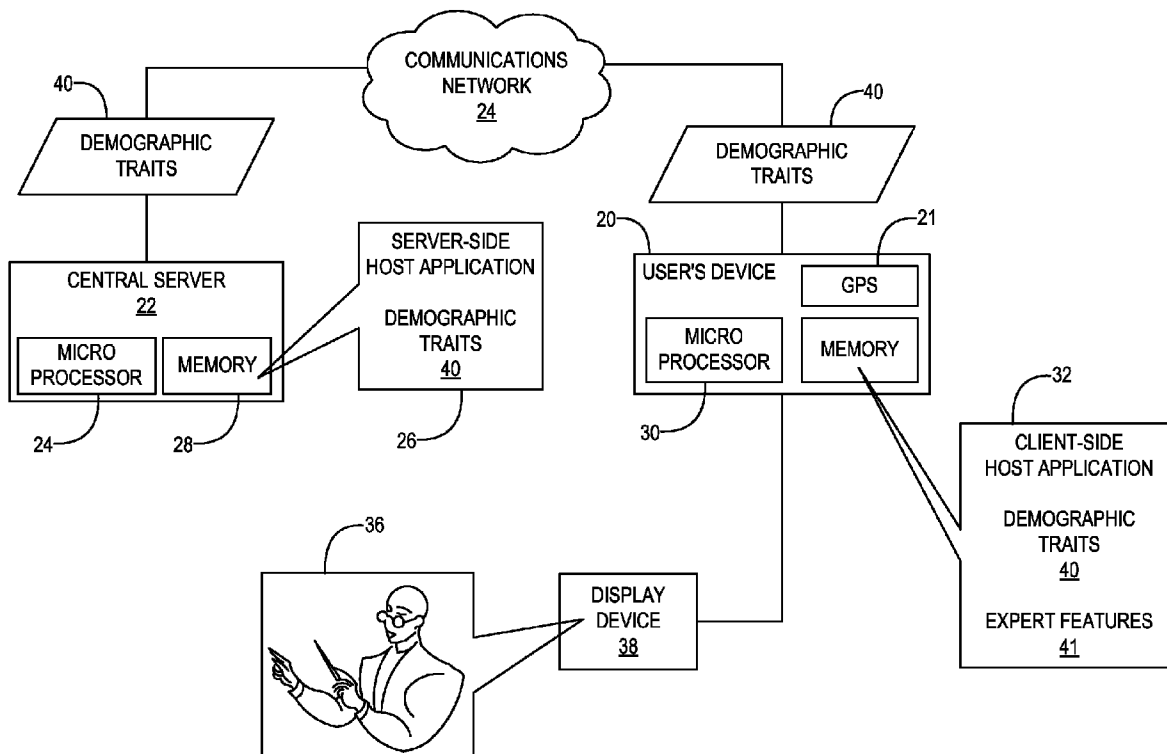 COMMUNICATIONS
NETWORK
24
40
DEMOGRAPHIC
TRAITS
40
DEMOGRAPHIC
TRAITS
CENTRAL SERVER
22
MICRO
PROCESSOR
MEMORY
24
28
SERVER-SIDE
HOST APPLICATION
DEMOGRAPHIC
TRAITS
40
26
20
21
USER'S DEVICE
GPS
MICRO
PROCESSOR
MEMORY
30
32
CLIENT-SIDE
HOST APPLICATION
DEMOGRAPHIC
TRAITS
40
EXPERT FEATURES
41
36
DISPLAY
DEVICE
38